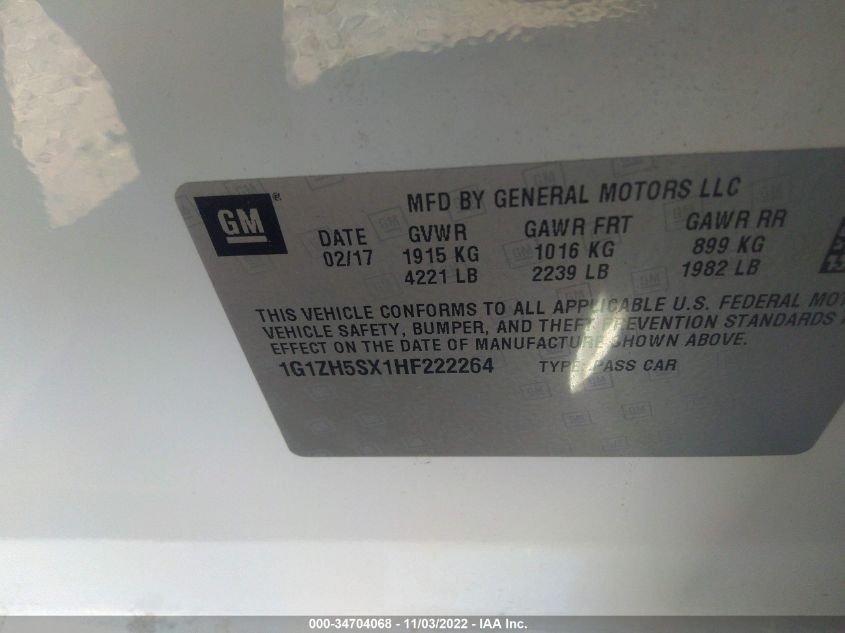 GM ®
MFD BY GENERAL MOTORS LLC
DATE GVWR GAWR FRT GAWR RR
02/17 1915 KG 1016 KG 899 KG
4221 LB 2239 LB 1982 LB
THIS VEHICLE CONFORMS TO ALL APPLICABLE U.S. FEDERAL MOT
VEHICLE SAFETY, BUMPER, AND THEFT PREVENTION STANDARDS
EFFECT ON THE DATE OF MANUFACTURE SHOWN ABOVE.
1G1ZH5SX1HF222264 TYPE: PASS CAR
000-34704068 - 11/03/2022 - IAA Inc.